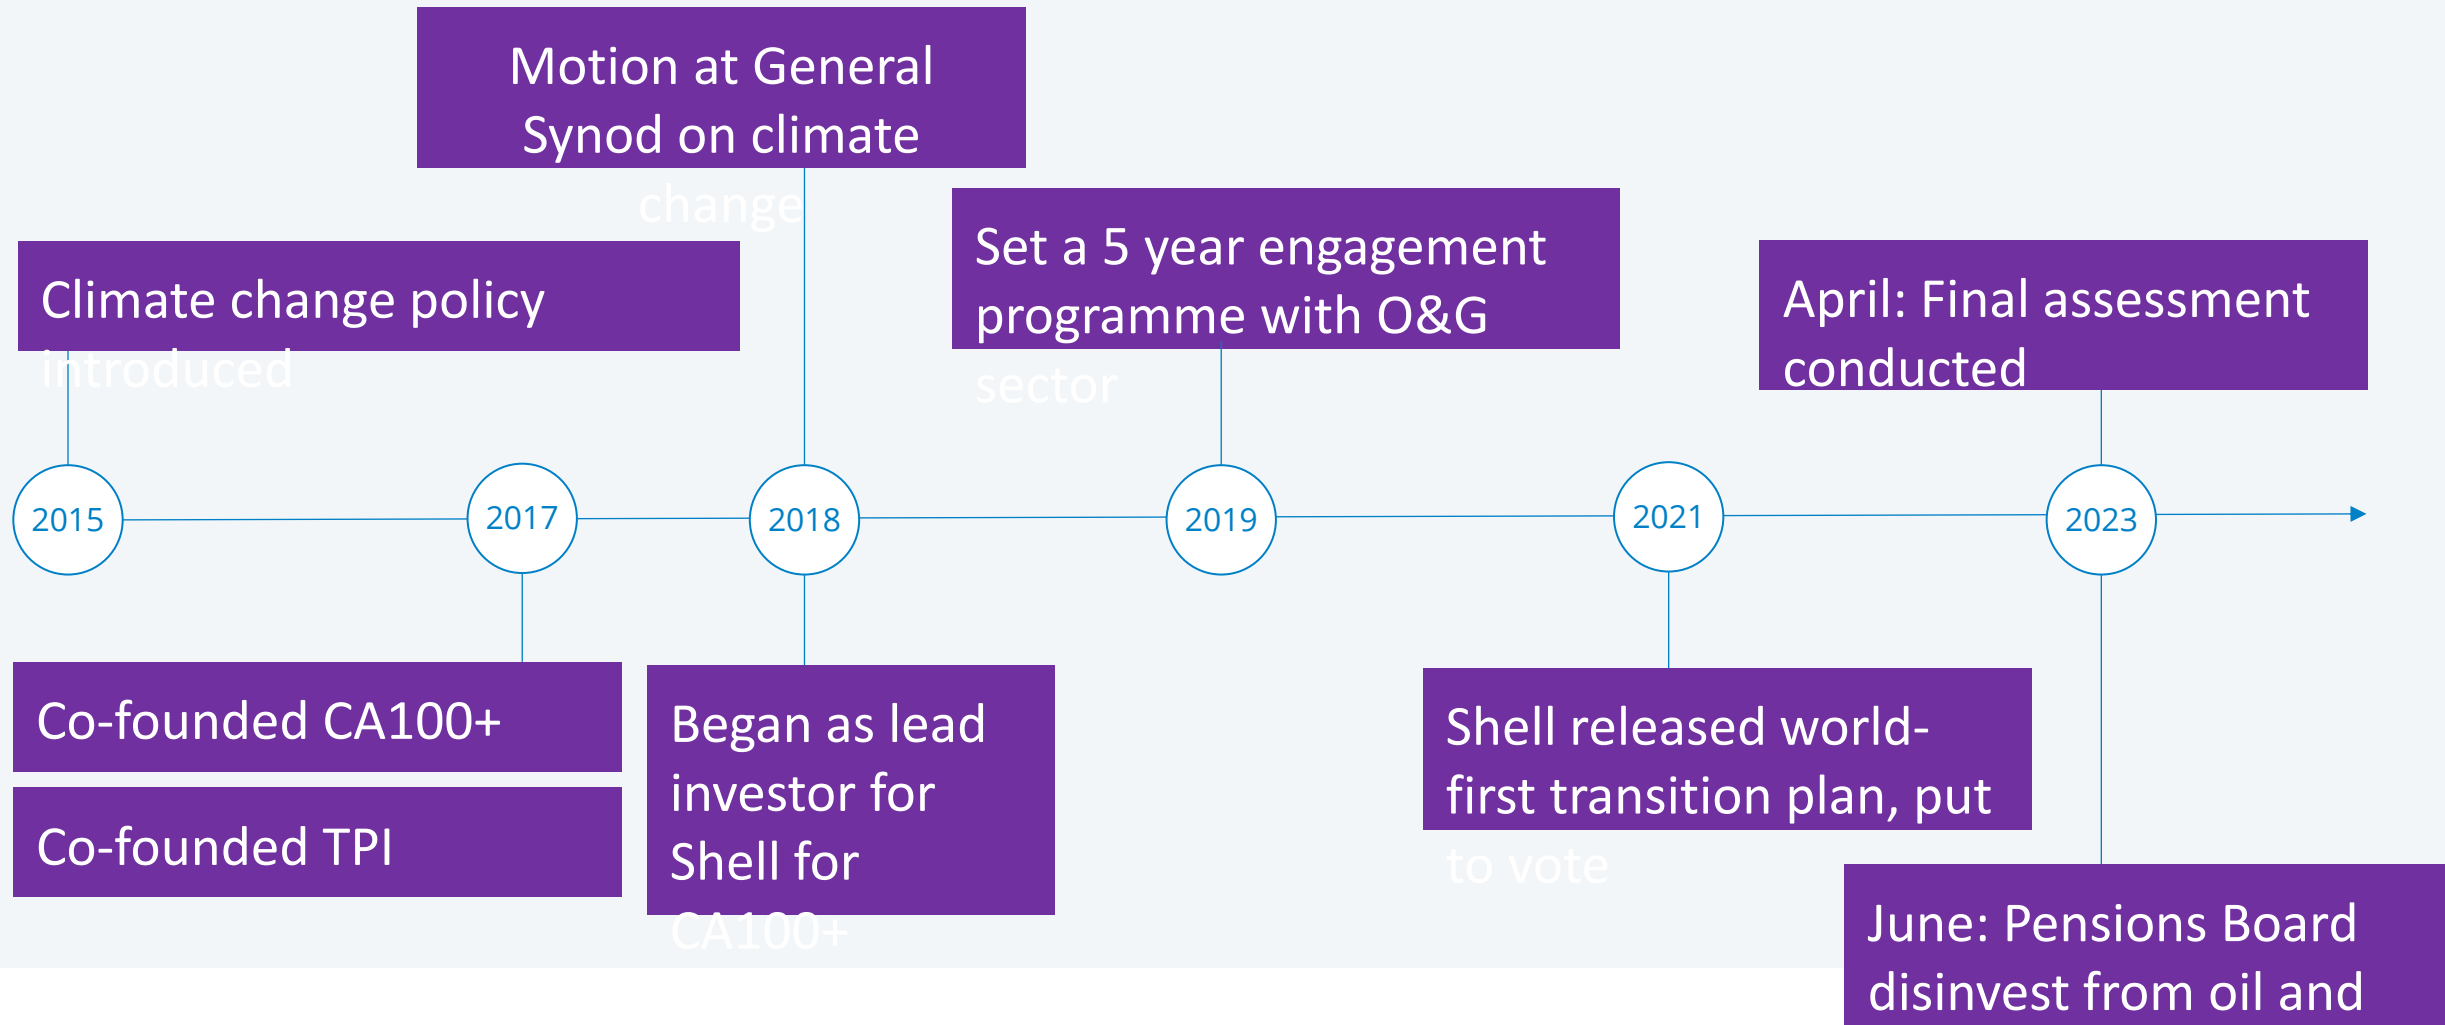 Motion at General
Synod on climate
change
Climate change policy
introduced
Set a 5 year engagement
programme with O&G
sector
April: Final assessment
conducted
2015
2017
2018
2019
2021
2023
Co-founded CA100+
Co-founded TPI
Began as lead
investor for
Shell for
CA100+
Shell released world-
first transition plan, put
to vote
June: Pensions Board
disinvest from oil and